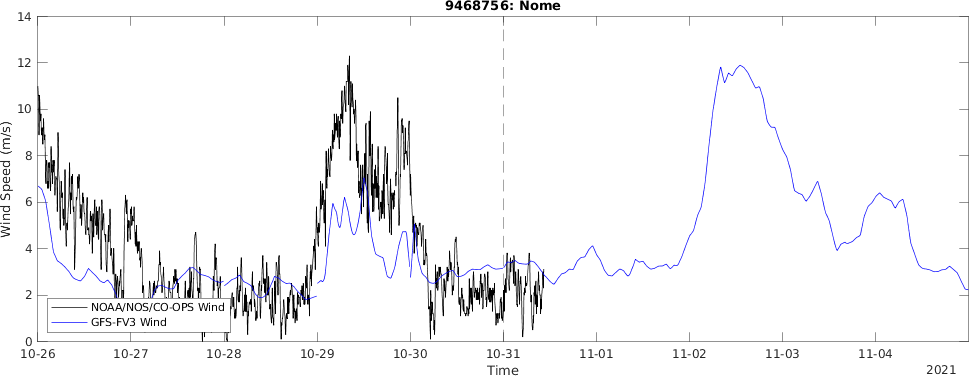 9468756: Nome
14
12
10
8
6
4
2
0
Wind Speed (m/s)
NOAA/NOS/CO-OPS Wind
GFS-FV3 Wind
10-26 10-27 10-28 10-29 10-30 10-31 11-01 11-02 11-03 11-04
Time
2021